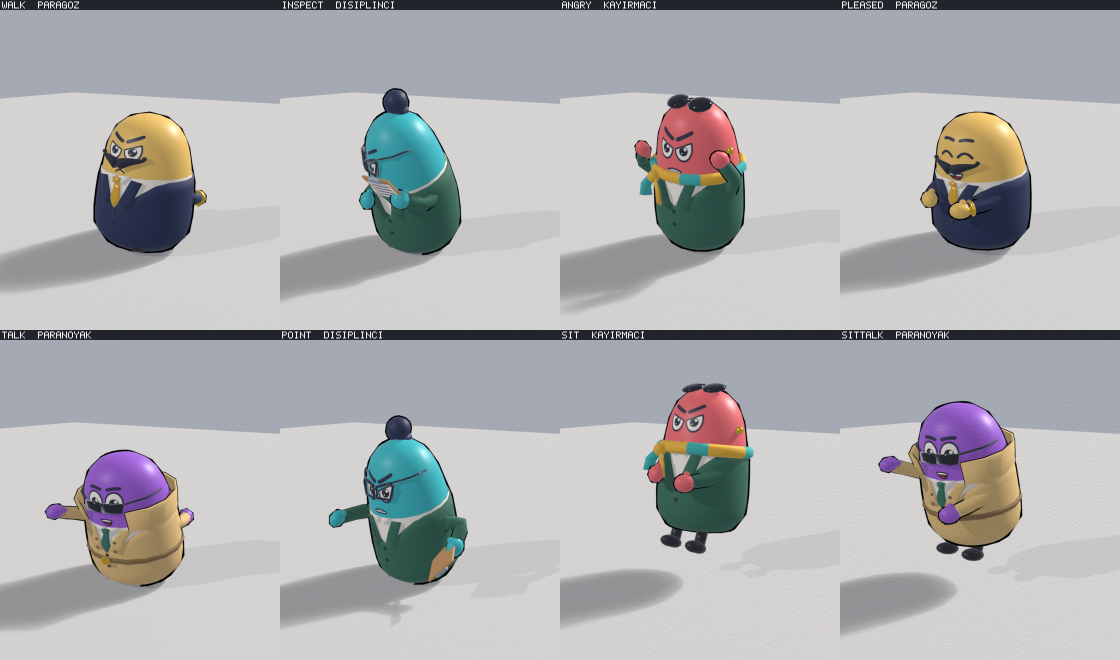 WALK PARAGOZ
INSPECT DISIPLINCI
ANGRY KAYIRMACI
PLEASED PARAGOZ
TALK PARANOYAK
POINT DISIPLINCI
SIT KAYIRMACI
SITTALK PARANOYAK